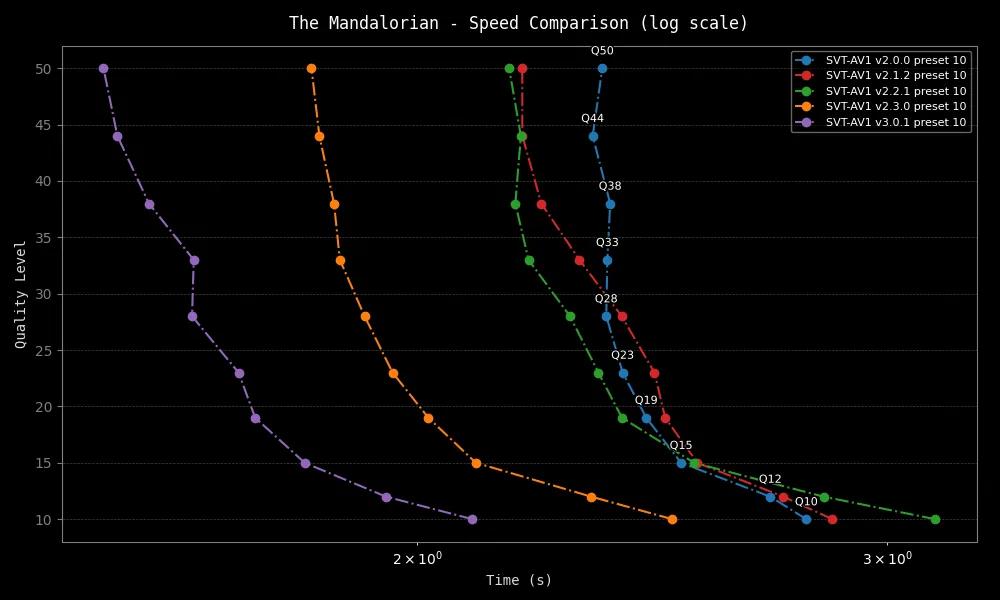 The Mandalorian - Speed Comparison (log scale)
SVT-AV1 v2.0.0 preset 10
SVT-AV1 v2.1.2 preset 10
SVT-AV1 v2.2.1 preset 10
SVT-AV1 v2.3.0 preset 10
SVT-AV1 v3.0.1 preset 10
Quality Level
50
45
40
35
30
25
20
15
10
Q50
Q44
Q38
Q33
Q28
Q23
Q19
Q15
Q12
Q10
2 × 10⁰
3 × 10⁰
Time (s)